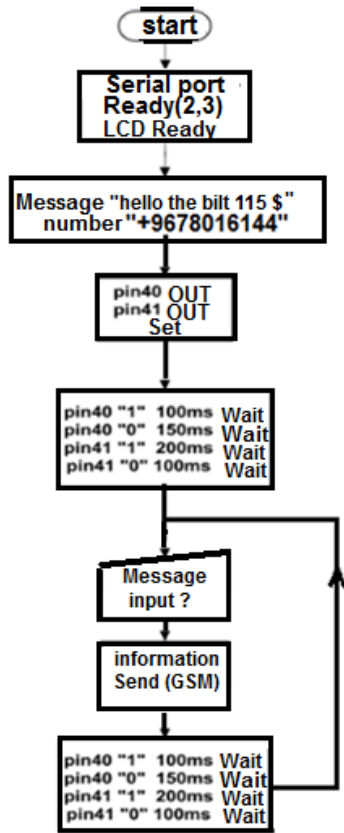 start
Serial port
Ready(2,3)
LCD Ready
Message "hello the bilt 115 $"
number "+9678016144"
pin40 OUT
pin41 OUT
Set
pin40 "1" 100ms Wait
pin40 "0" 150ms Wait
pin41 "1" 200ms Wait
pin41 "0" 100ms Wait
Message
input ?
information
Send (GSM)
pin40 "1" 100ms Wait
pin40 "0" 150ms Wait
pin41 "1" 200ms Wait
pin41 "0" 100ms Wait